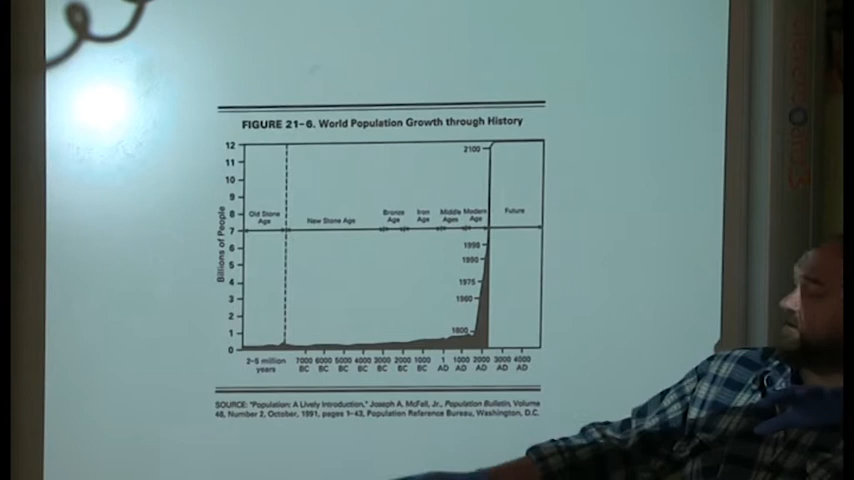 FIGURE 21-6. World Population Growth through History
12
11
10
9
8
7
6
5
4
3
2
1
0
Billions of People
Old Stone Age
New Stone Age
Bronze Age
Iron Age
Middle Ages
Modern Age
Future
2100
1998
1990
1975
1960
1800
2-5 million years
7000 BC
6000 BC
5000 BC
4000 BC
3000 BC
2000 BC
1000 BC
1 AD
1000 AD
2000 AD
3000 AD
4000 AD
SOURCE: "Population: A Lively Introduction," Joseph A. McFall, Jr., Population Bulletin, Volume
46, Number 2, October, 1991, pages 1-43, Population Reference Bureau, Washington, D.C.